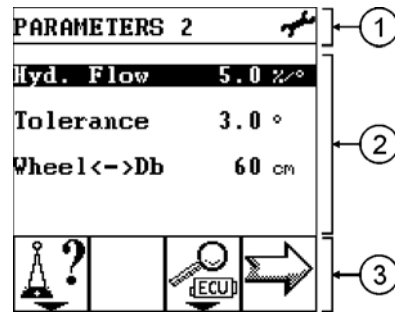 PARAMETERS 2
1
Hyd. Flow 5.0 %/°
Tolerance 3.0 °
Wheel<->Db 60 cm
2
?
ECU
3